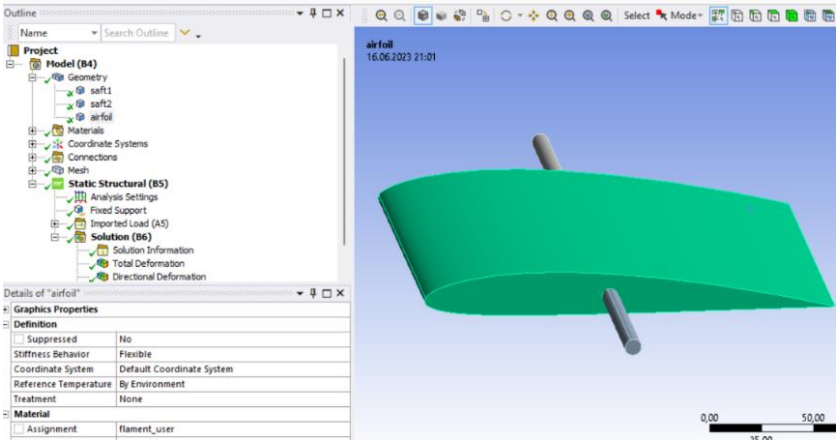 Outline
Name Search Outline
Project
Model (B4)
Geometry
saft1
saft2
airfoil
Materials
Coordinate Systems
Connections
Mesh
Static Structural (B5)
Analysis Settings
Fixed Support
Imported Load (A5)
Solution (B6)
Solution Information
Total Deformation
Directional Deformation
Details of "airfoil"
Graphics Properties
Definition
Suppressed No
Stiffness Behavior Flexible
Coordinate System Default Coordinate System
Reference Temperature By Environment
Treatment None
Material
Assignment flament_user
Select Mode
airfoil
16.06.2023 21:01
0,00 50,00
25,00